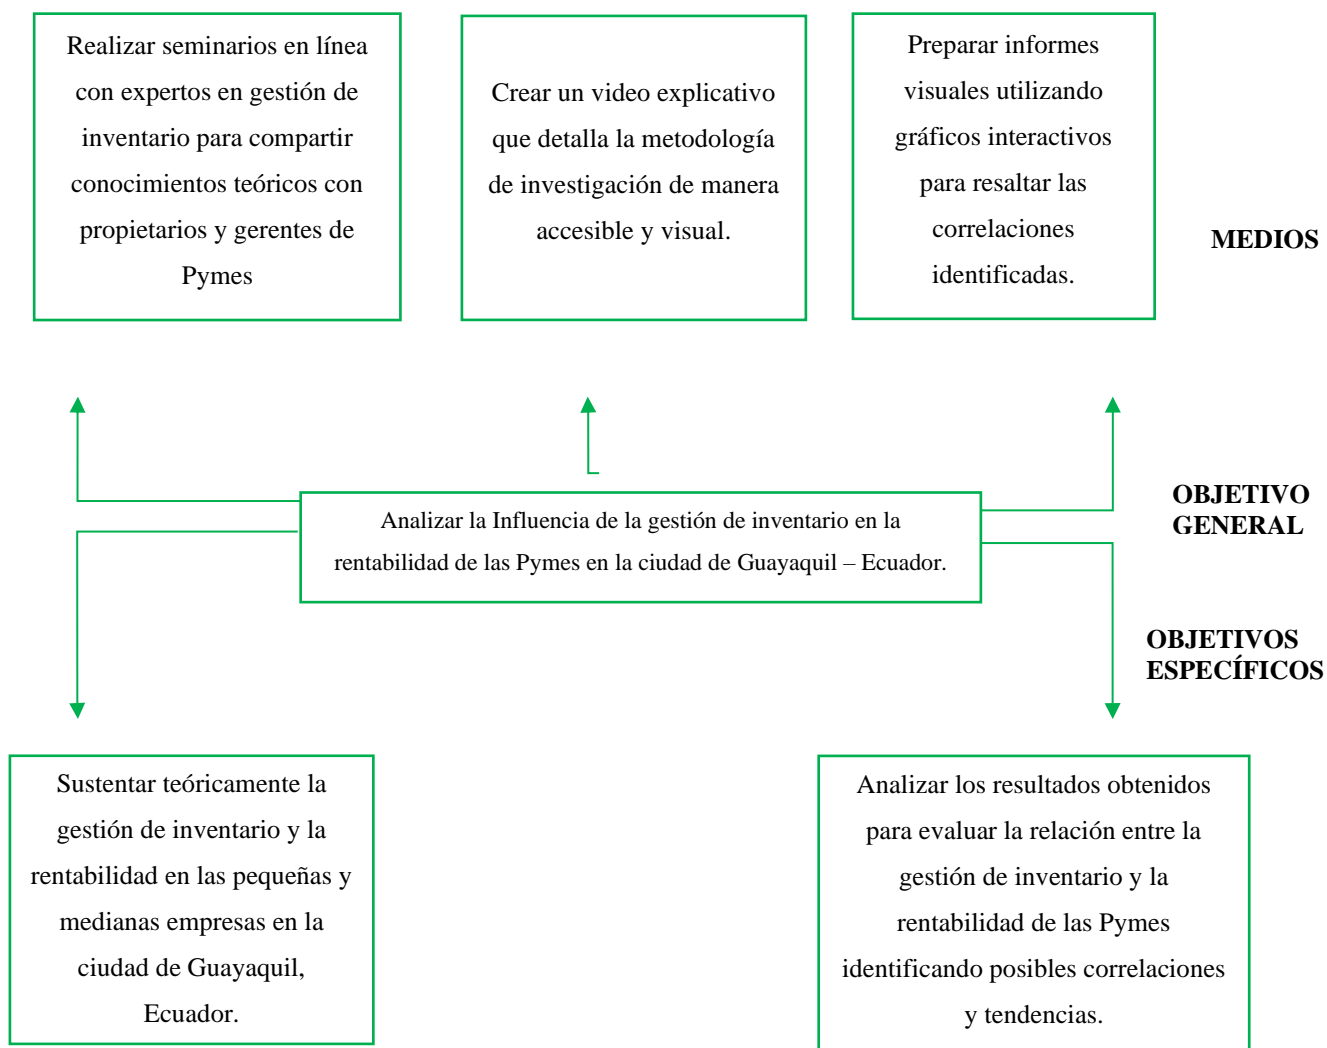 Realizar seminarios en línea
con expertos en gestión de
inventario para compartir
conocimientos teóricos con
propietarios y gerentes de
Pymes
Crear un video explicativo
que detalla la metodología
de investigación de manera
accesible y visual.
Preparar informes
visuales utilizando
gráficos interactivos
para resaltar las
correlaciones
identificadas.
MEDIOS
OBJETIVO
GENERAL
Analizar la Influencia de la gestión de inventario en la
rentabilidad de las Pymes en la ciudad de Guayaquil – Ecuador.
OBJETIVOS
ESPECÍFICOS
Sustentar teóricamente la
gestión de inventario y la
rentabilidad en las pequeñas y
medianas empresas en la
ciudad de Guayaquil,
Ecuador.
Analizar los resultados obtenidos
para evaluar la relación entre la
gestión de inventario y la
rentabilidad de las Pymes
identificando posibles correlaciones
y tendencias.